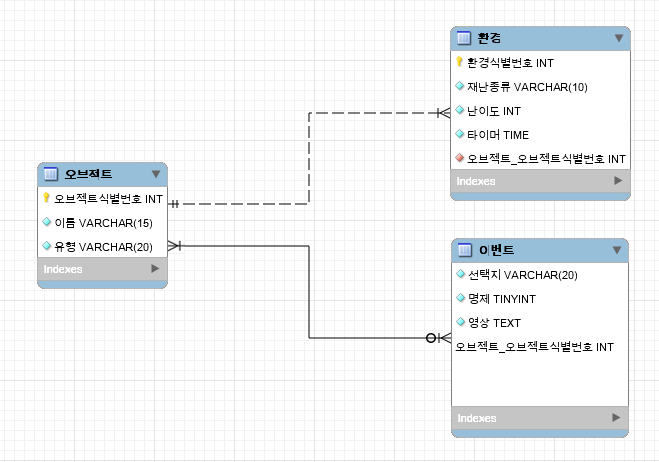 환경
환경식별번호 INT
재난종류 VARCHAR(10)
난이도 INT
타이머 TIME
오브젝트_오브젝트식별번호 INT
Indexes
오브젝트
오브젝트식별번호 INT
이름 VARCHAR(15)
유형 VARCHAR(20)
Indexes
이벤트
선택지 VARCHAR(20)
명제 TINYINT
영상 TEXT
오브젝트_오브젝트식별번호 INT
Indexes